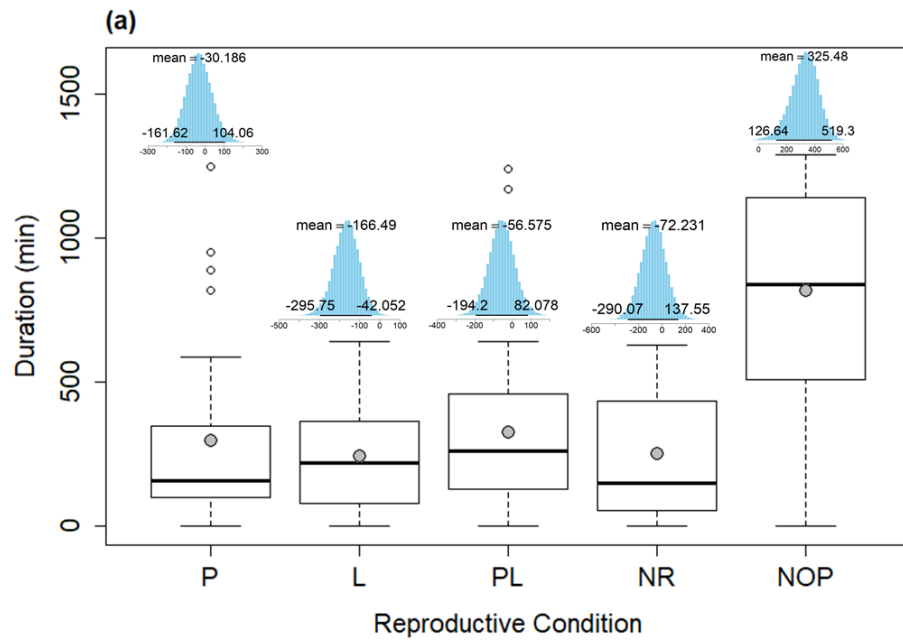 (a)
Duration (min)
1500
1000
500
0
mean = -30.186
-161.62 104.06
-300 -100 0 100 300
mean = -166.49
-295.75 -42.052
-500 -300 -100 0 100
mean = -56.575
-194.2 82.078
-400 -200 0 100 200
mean = -72.231
-290.07 137.55
-600 -200 0 200 400
mean = 325.48
126.64 519.3
0 200 400 600
P L PL NR NOP
Reproductive Condition